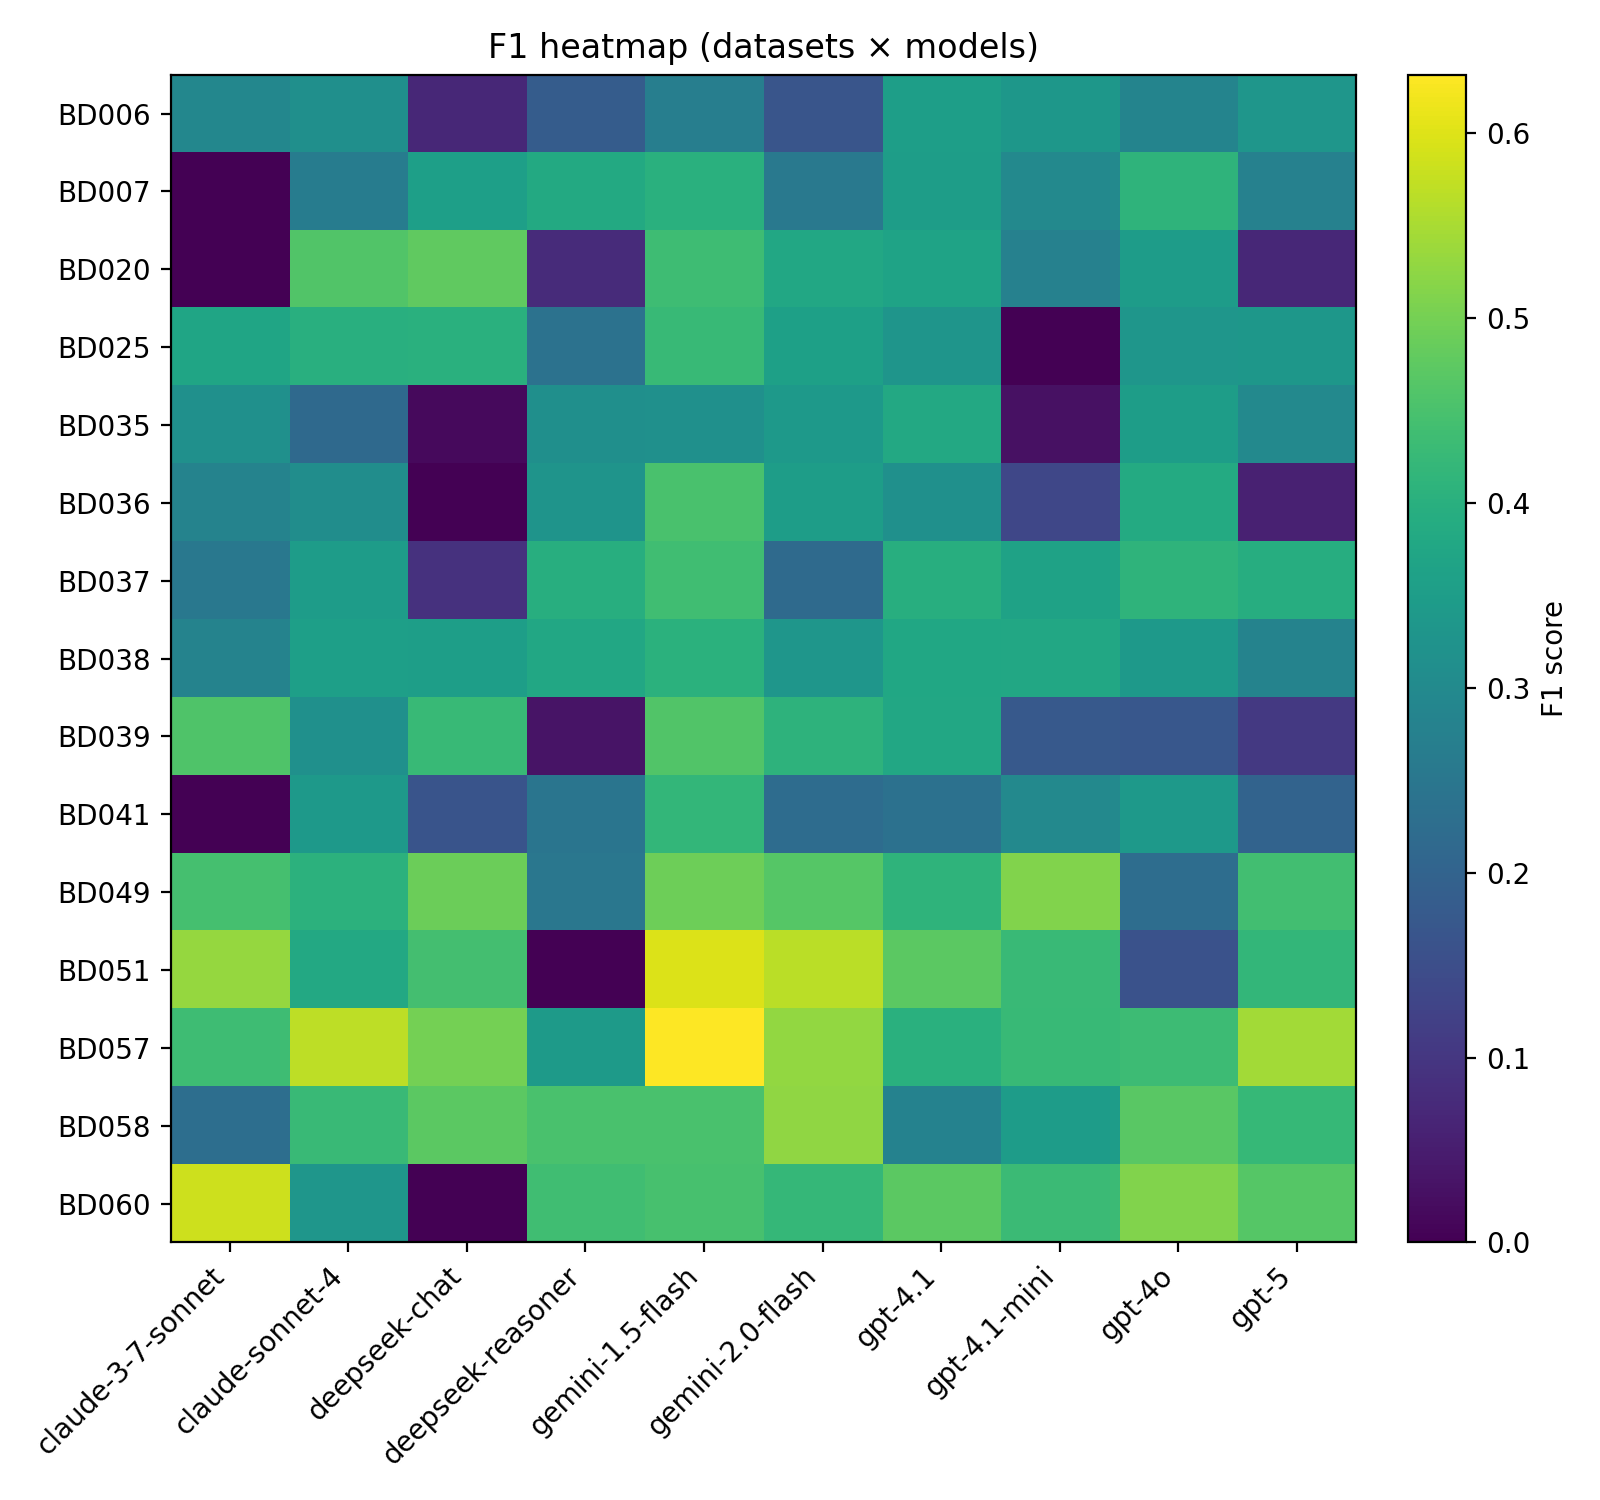 F1 heatmap (datasets × models)
BD006
BD007
BD020
BD025
BD035
BD036
BD037
BD038
BD039
BD041
BD049
BD051
BD057
BD058
BD060
claude-3-7-sonnet
claude-sonnet-4
deepseek-chat
deepseek-reasoner
gemini-1.5-flash
gemini-2.0-flash
gpt-4.1
gpt-4.1-mini
gpt-4o
gpt-5
0.6
0.5
0.4
0.3
0.2
0.1
0.0
F1 score